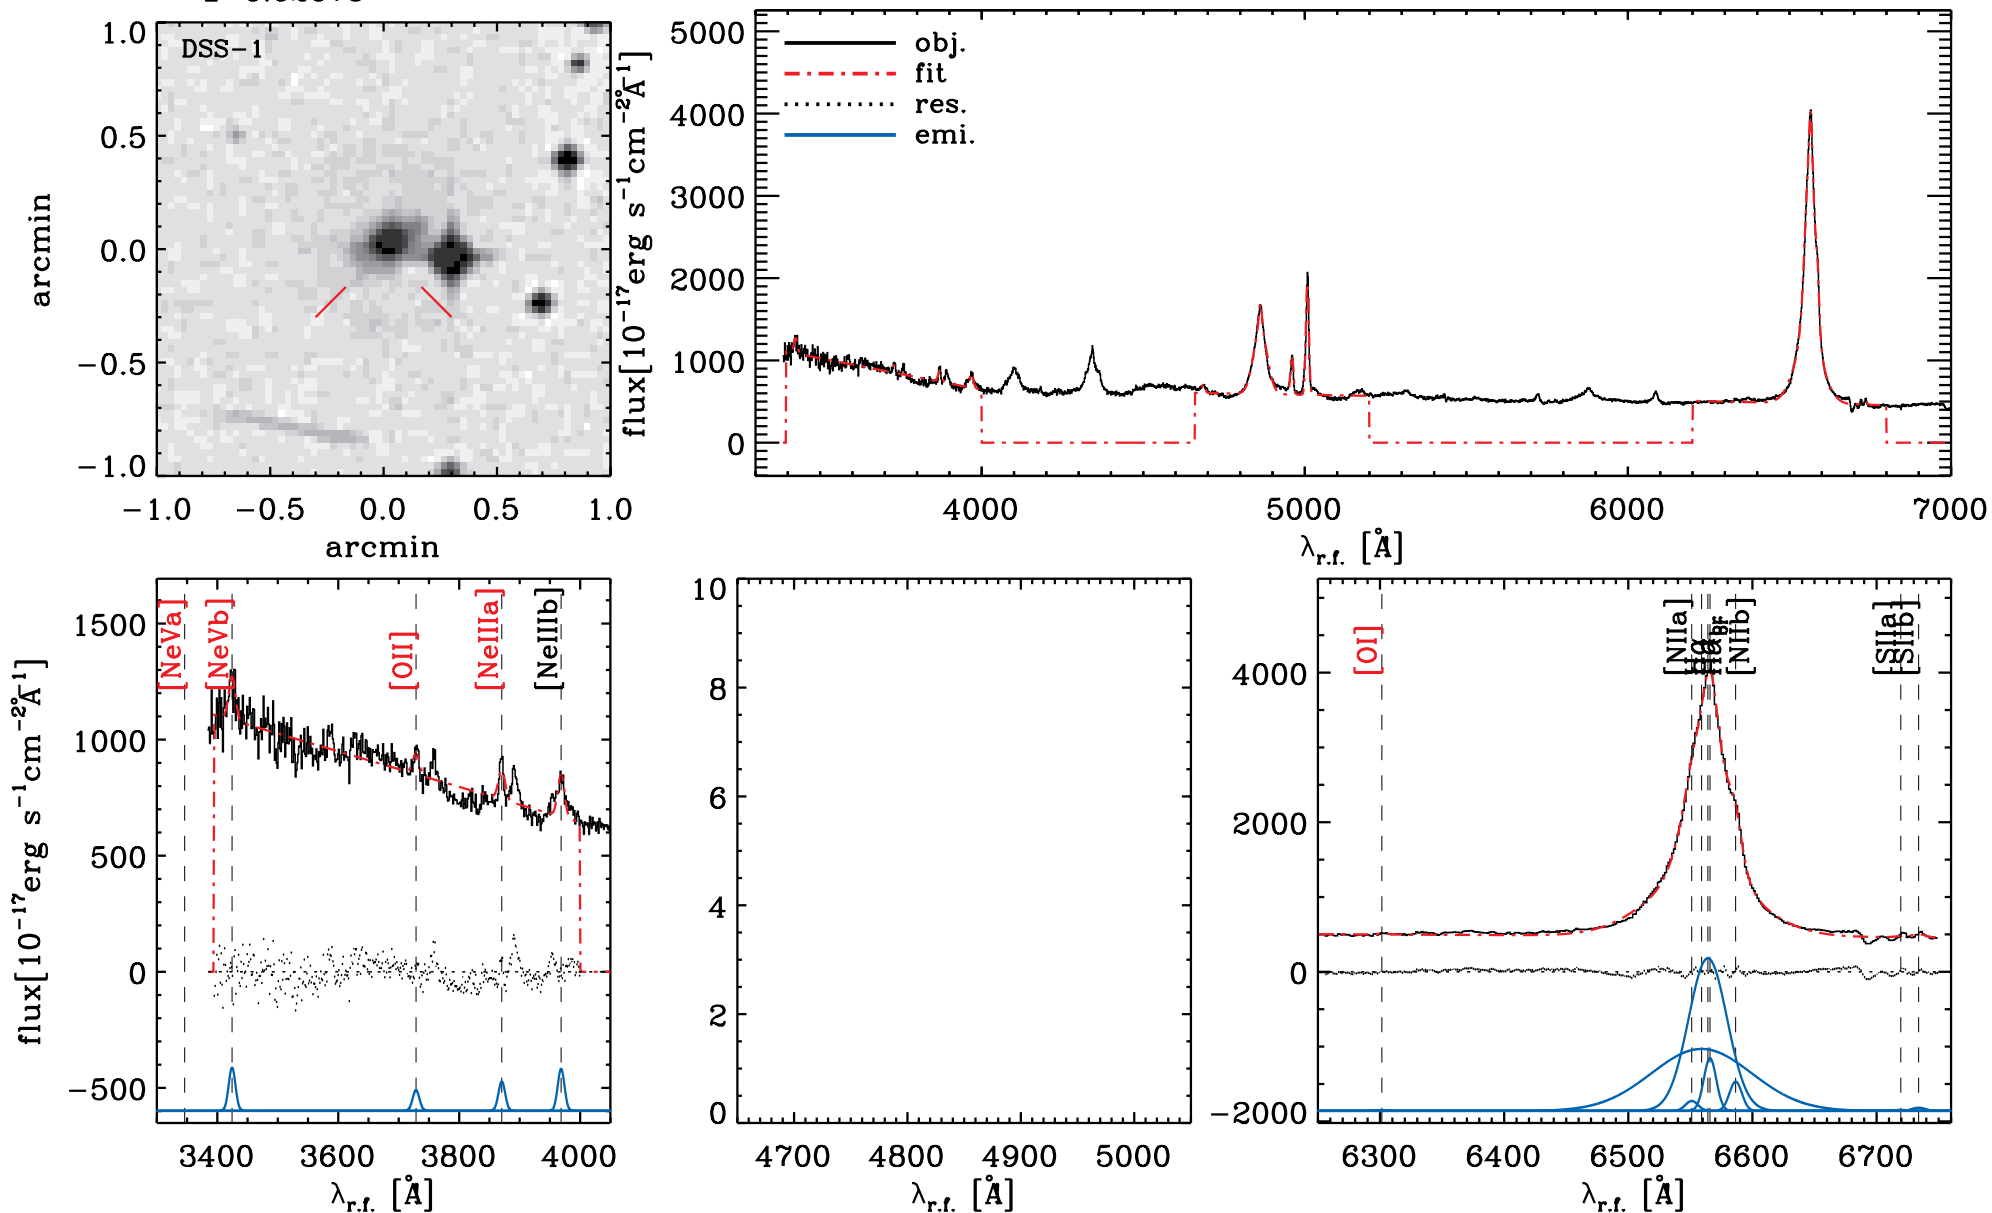 DSS-1
1.0
0.5
0.0
-0.5
-1.0
-1.0 -0.5 0.0 0.5 1.0
arcmin
arcmin
flux[10⁻¹⁷erg s⁻¹cm⁻²Å⁻¹]
5000
4000
3000
2000
1000
0
obj.
fit
res.
emi.
4000 5000 6000 7000
λr.f. [Å]
flux[10⁻¹⁷erg s⁻¹cm⁻²Å⁻¹]
1500
1000
500
0
-500
[NeVa] [NeVb] [OII] [NeIIIa] [NeIIIb]
3400 3600 3800 4000
λr.f. [Å]
10
8
6
4
2
0
4700 4800 4900 5000
λr.f. [Å]
4000
2000
0
-2000
[OI] [NIIa] Hα br [NIIb] [SIIa] [SIIb]
6300 6400 6500 6600 6700
λr.f. [Å]